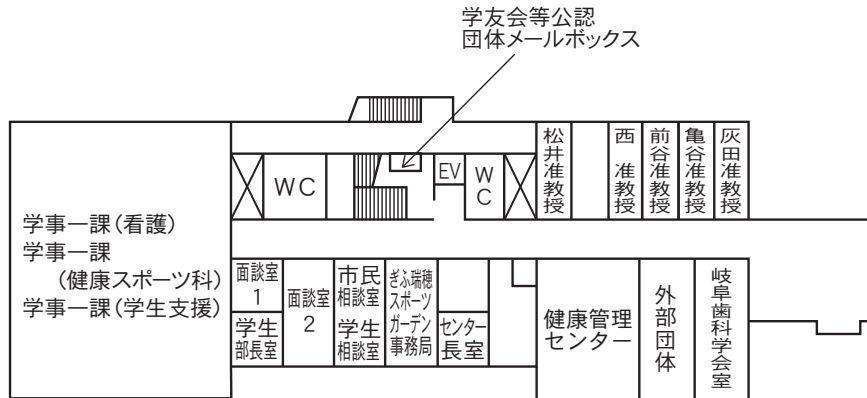 学友会等公認
団体メールボックス
松井准教授
西 准教授
前谷准教授
亀谷准教授
灰田准教授
WC
EV
WC
学事一課(看護)
学事一課
(健康スポーツ科)
学事一課(学生支援)
面談室
1
学生
部長室
面談室
2
市民
相談室
学生
相談室
ぎふ瑞穂
スポーツ
ガーデン
事務局
センター
長室
健康管理
センター
外部団体
岐阜歯科学会室